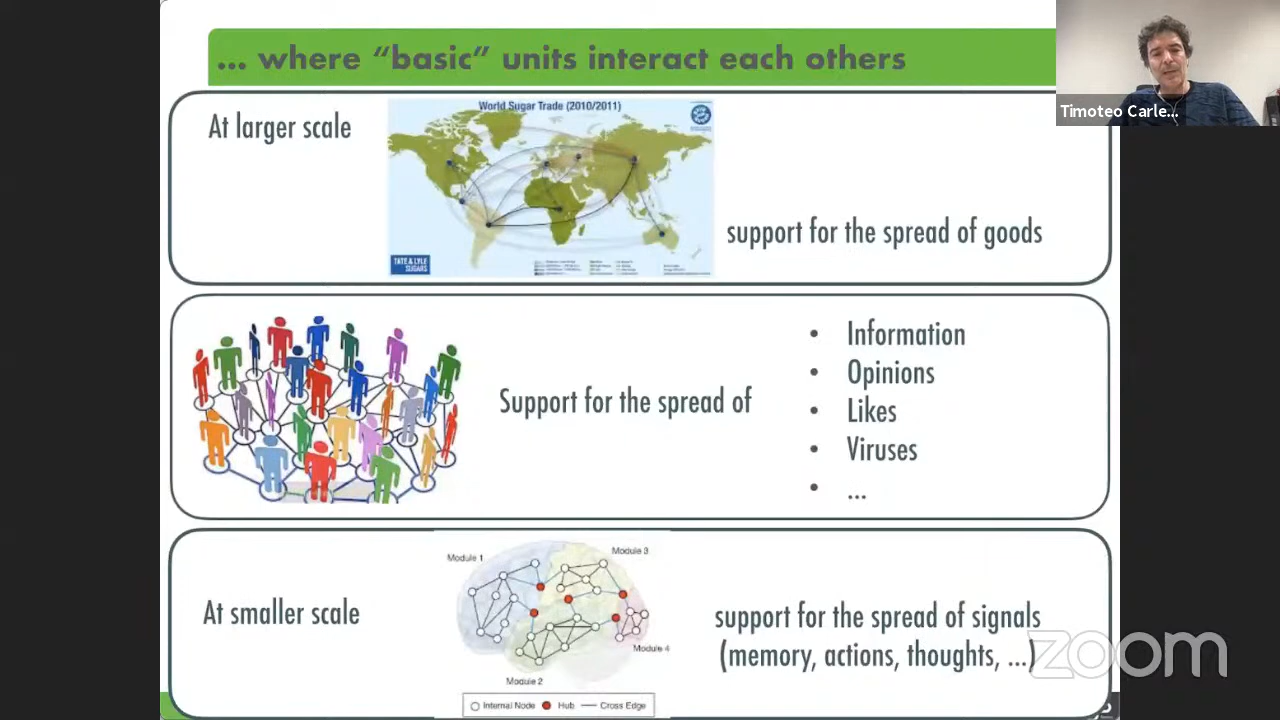 ... where “basic” units interact each others
Timoteo Carle...
At larger scale
World Sugar Trade (2010/2011)
TATE & LYLE
SUGARS
support for the spread of goods
Support for the spread of
• Information
• Opinions
• Likes
• Viruses
• ...
At smaller scale
Module 1
Module 3
Module 4
Module 2
Internal Node
Hub
Cross Edge
support for the spread of signals
(memory, actions, thoughts, ...)
zoom